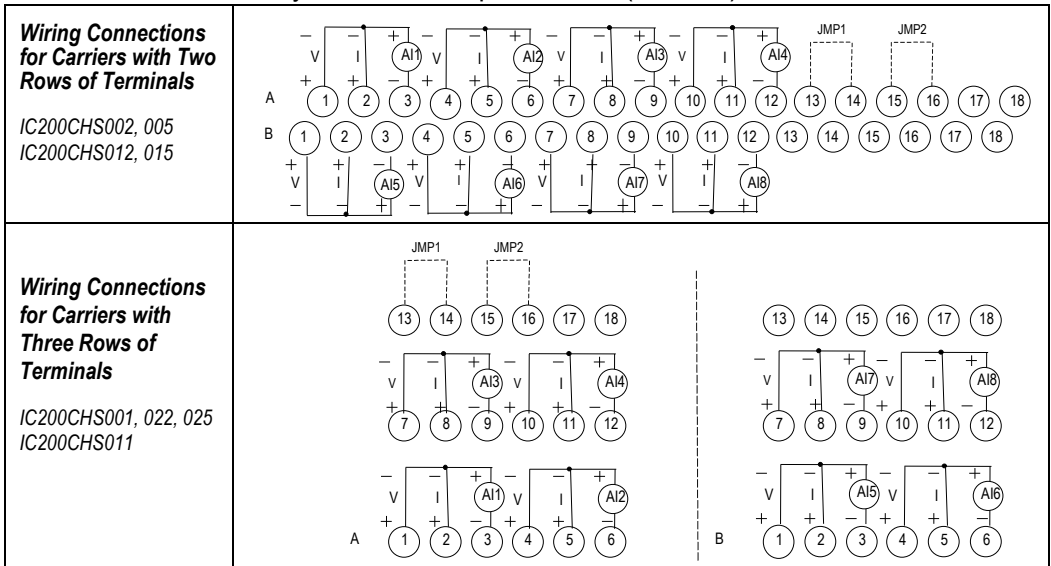 Wiring Connections
for Carriers with Two
Rows of Terminals
IC200CHS002, 005
IC200CHS012, 015
JMP1 JMP2
− − + − − + − − + − − +
V I AI1 V I AI2 V I AI3 V I AI4
+ + − + + − + + − + + −
A 1 2 3 4 5 6 7 8 9 10 11 12 13 14 15 16 17 18
B 1 2 3 4 5 6 7 8 9 10 11 12 13 14 15 16 17 18
+ + − + + − + + − + + −
V I AI5 V I AI6 V I AI7 V I AI8
− − + − − + − − + − − +
Wiring Connections
for Carriers with
Three Rows of
Terminals
IC200CHS001, 022, 025
IC200CHS011
JMP1 JMP2
13 14 15 16 17 18
− − + − − +
V I AI3 V I AI4
+ + − + + −
7 8 9 10 11 12
− − + − − +
V I AI1 V I AI2
+ + − + + −
A 1 2 3 4 5 6
13 14 15 16 17 18
− − + − − +
V I AI7 V I AI8
+ + − + + −
7 8 9 10 11 12
− − + − − +
V I AI5 V I AI6
+ + − + + −
B 1 2 3 4 5 6